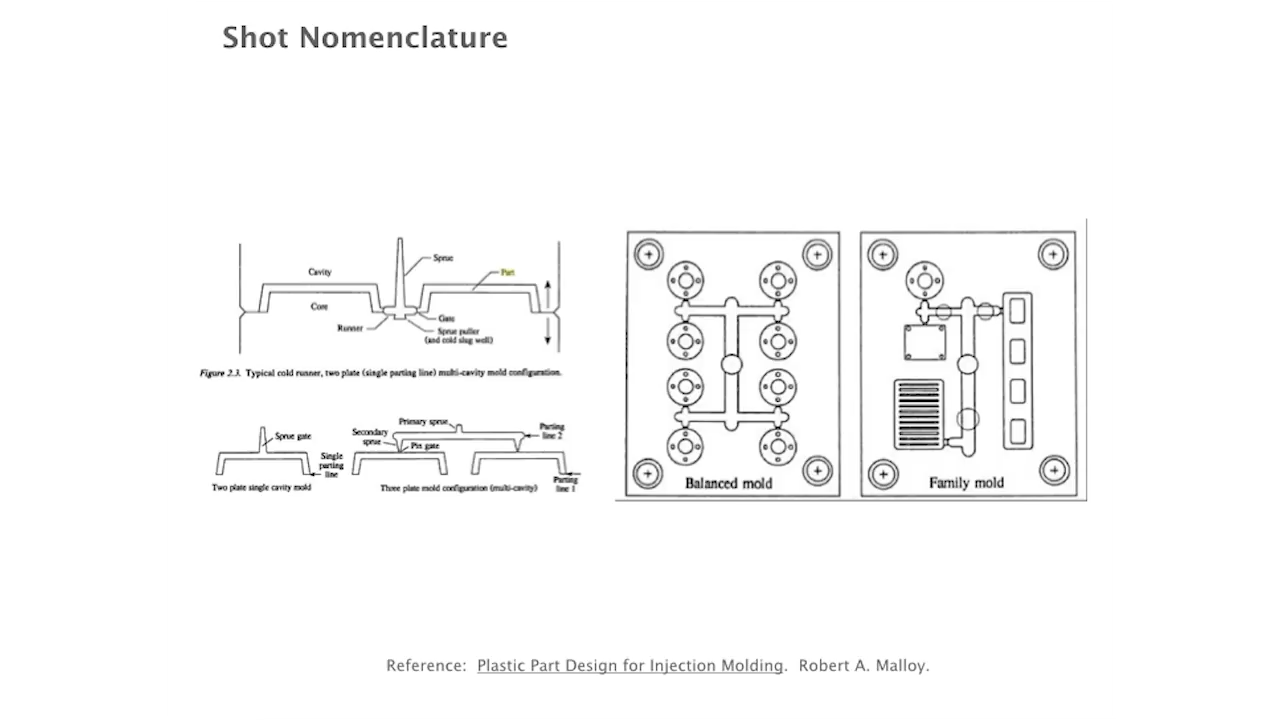 Shot Nomenclature
Cavity
Core
Sprue
Part
Runner
Gate
Sprue puller
(and cold slug well)
Figure 2.3. Typical cold runner, two plate (single parting line) multi-cavity mold configuration.
Sprue gate
Single
parting
line
Two plate single cavity mold
Primary sprue
Secondary
sprue
Pin gate
Parting
line 2
Parting
line 1
Three plate mold configuration (multi-cavity)
Balanced mold
Family mold
Reference: Plastic Part Design for Injection Molding. Robert A. Malloy.